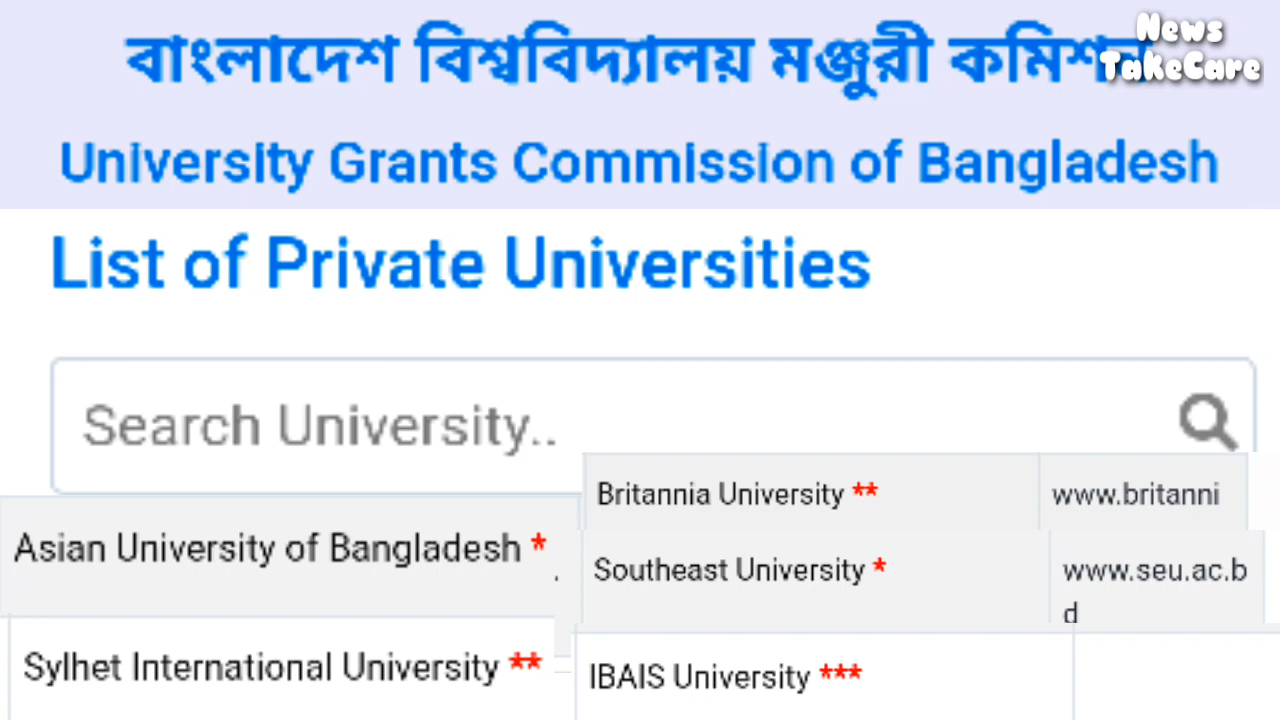 বাংলাদেশ বিশ্ববিদ্যালয় মঞ্জুরী কমিশন
News
TakeCare
University Grants Commission of Bangladesh
List of Private Universities
Search University..
Britannia University ** www.britanni
Asian University of Bangladesh *
Southeast University * www.seu.ac.b
d
Sylhet International University **
IBAIS University ***